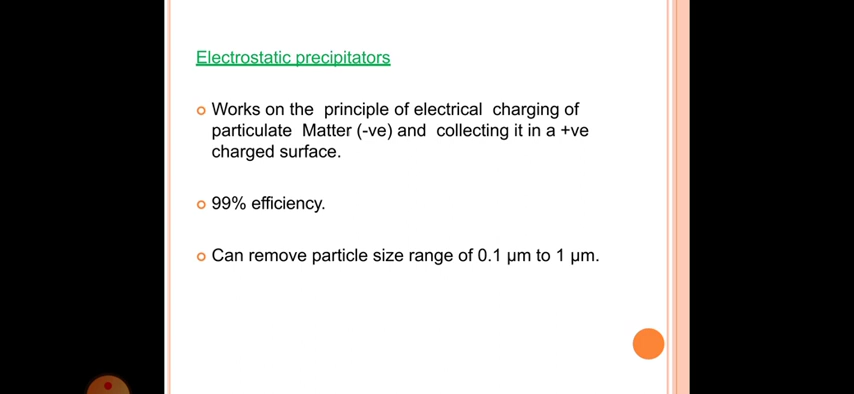 Electrostatic precipitators
Works on the principle of electrical charging of
particulate Matter (-ve) and collecting it in a +ve
charged surface.
99% efficiency.
Can remove particle size range of 0.1 μm to 1 μm.